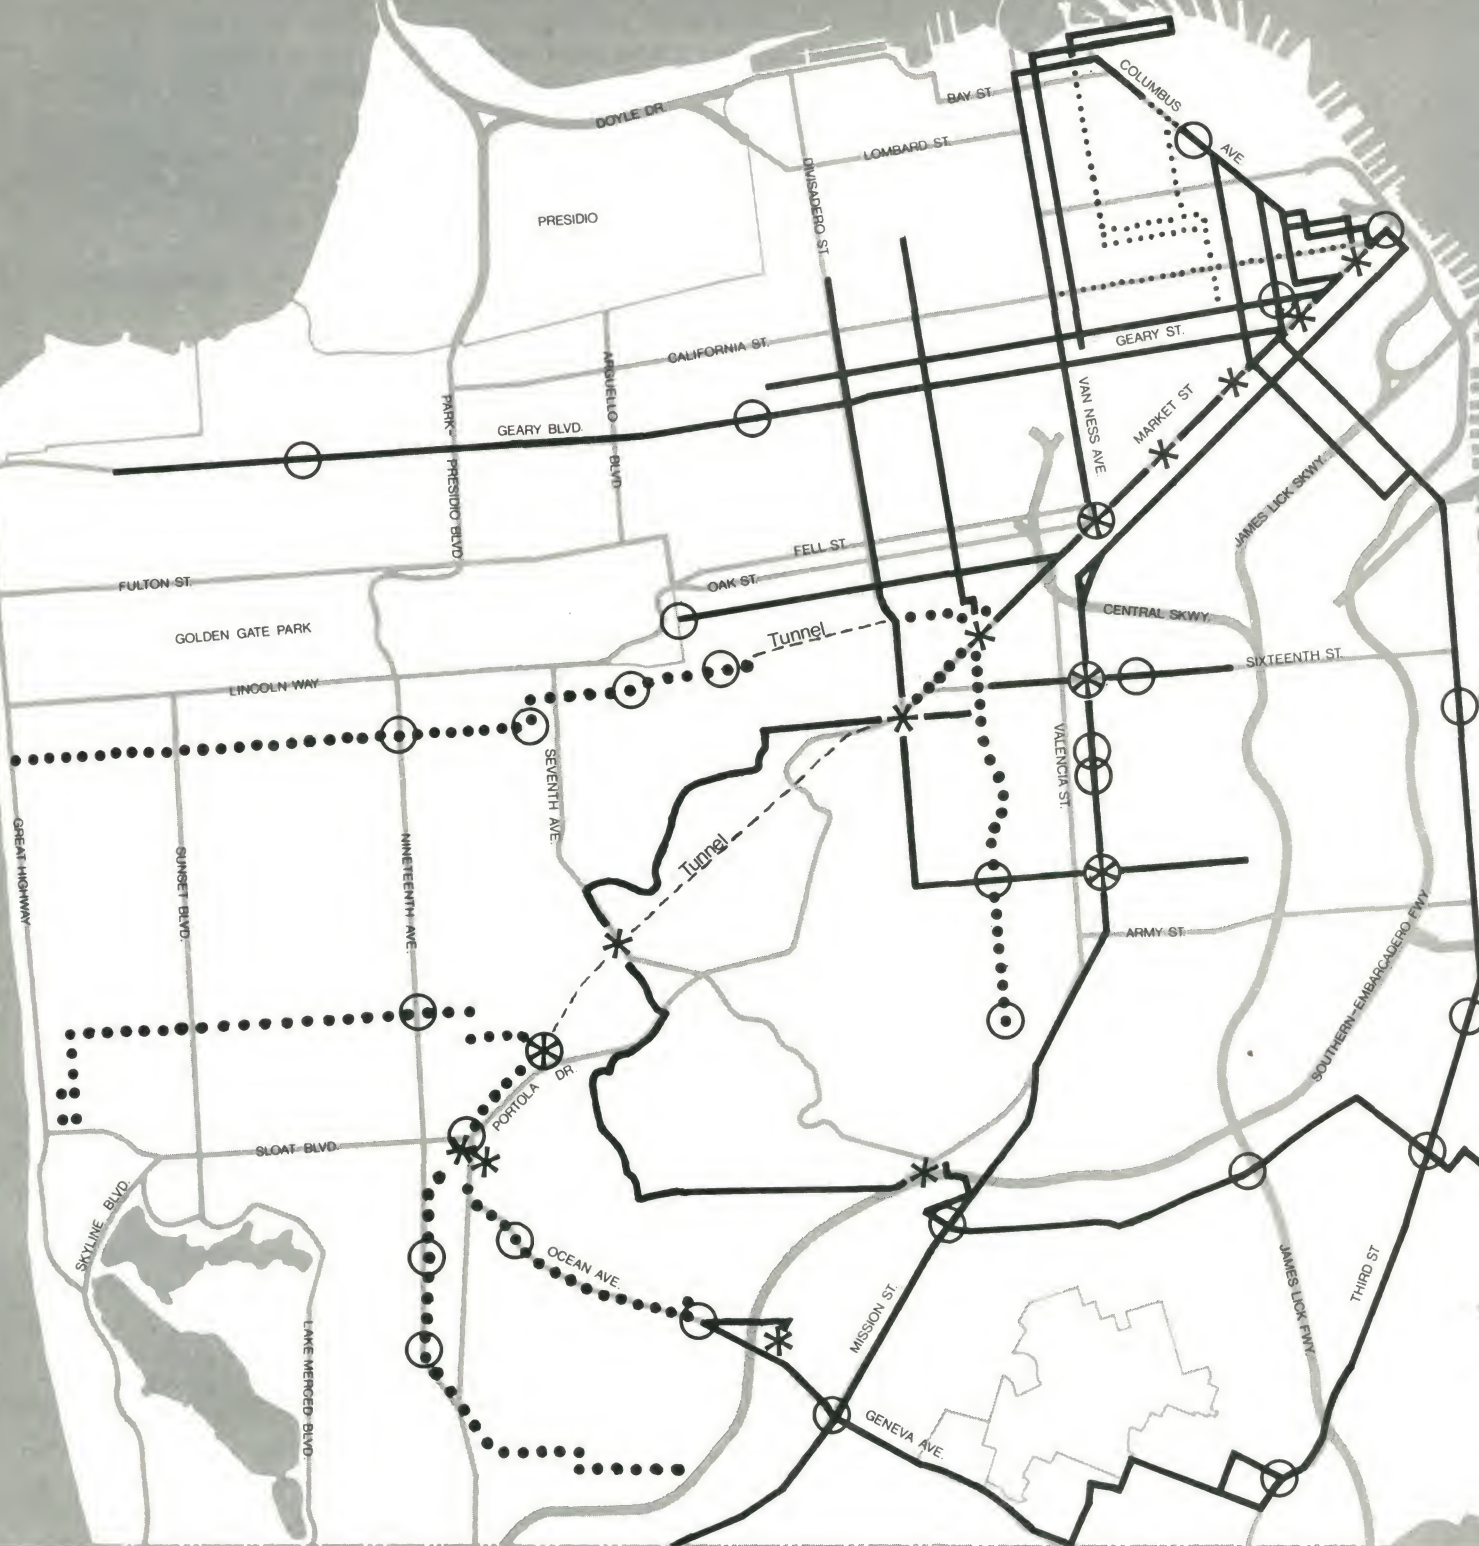 COLUMBUS
AVE
BAY ST.
DOYLE DR.
LOMBARD ST.
DIVISADERO ST.
PRESIDIO
CALIFORNIA ST.
GEARY ST.
ARGUELLO BLVD
PARK-PRESIDIO BLVD.
GEARY BLVD.
VAN NESS AVE.
MARKET ST
JAMES LICK SKWY.
FELL ST.
OAK ST.
FULTON ST.
GOLDEN GATE PARK
CENTRAL SKWY.
Tunnel
SIXTEENTH ST.
LINCOLN WAY
VALENCIA ST.
SEVENTH AVE.
GREAT HIGHWAY
SUNSET BLVD.
NINETEENTH AVE.
Tunnel
ARMY ST.
SOUTHERN-EMBARCADERO FWY.
PORTOLA DR.
SLOAT BLVD.
SKYLINE BLVD.
OCEAN AVE.
MISSION ST.
JAMES LICK FWY.
THIRD ST
LAKE MERCED BLVD.
GENEVA AVE.